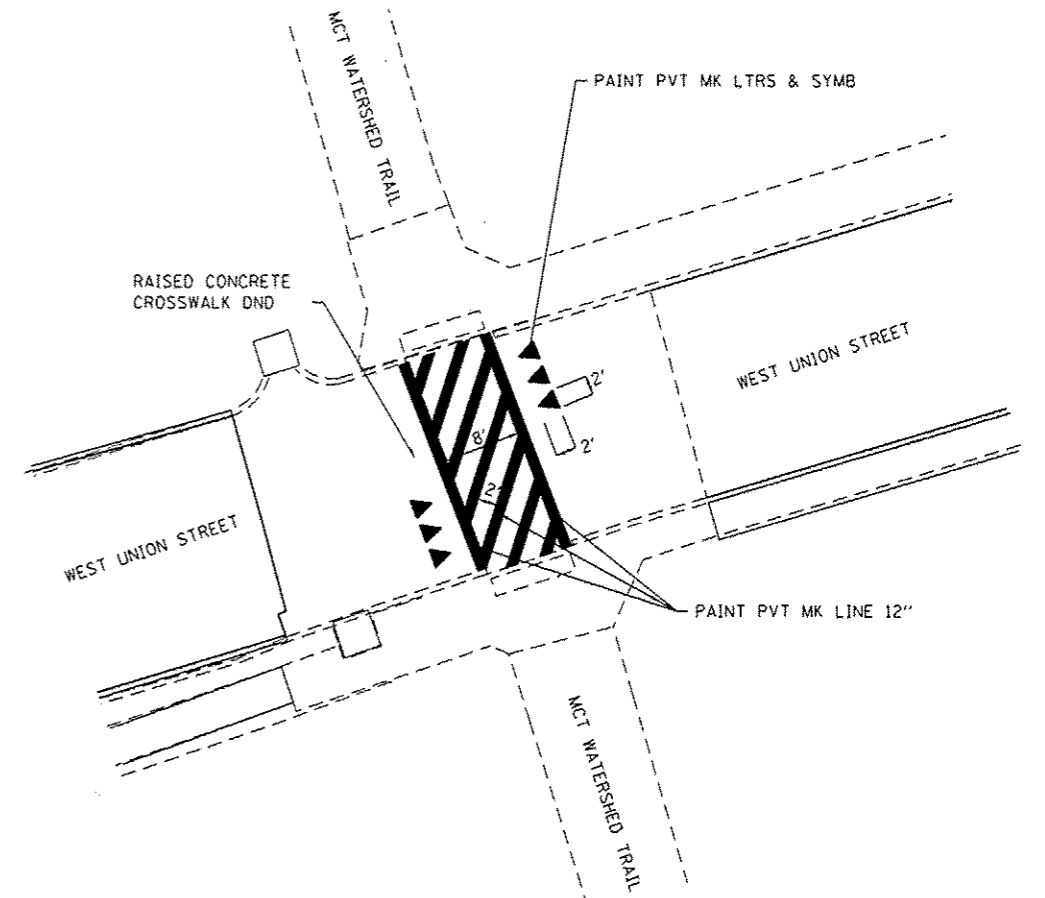 MCT WATERSHED TRAIL
PAINT PVT MK LTRS & SYMB
RAISED CONCRETE
CROSSWALK DND
WEST UNION STREET
2'
8'
2'
2'
WEST UNION STREET
PAINT PVT MK LINE 12"
MCT WATERSHED TRAIL